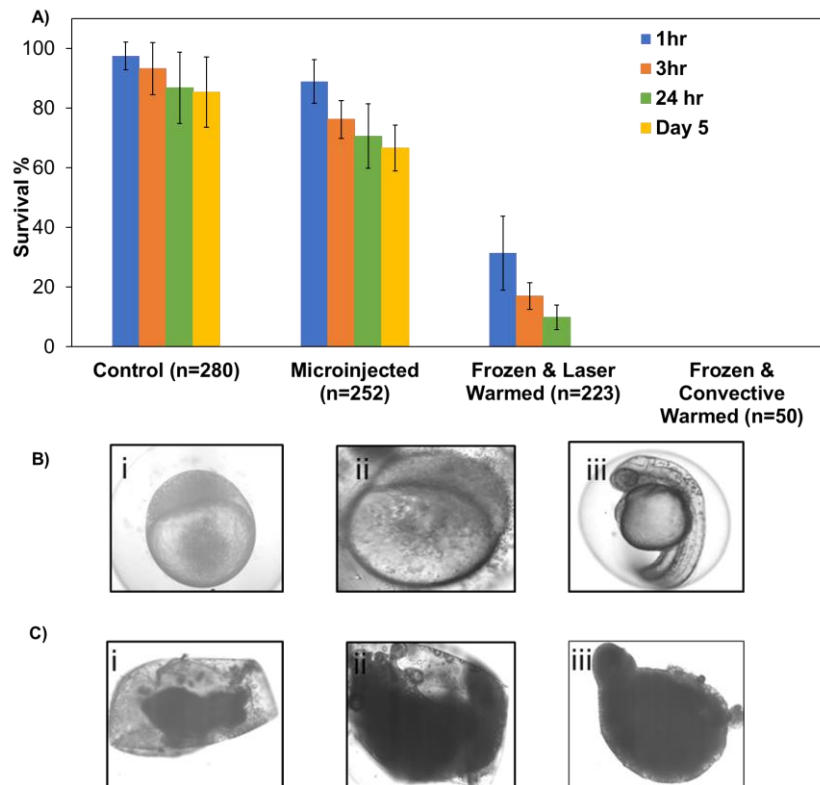 A)
100
80
60
40
20
0
Survival %
1hr
3hr
24 hr
Day 5
Control (n=280)
Microinjected
(n=252)
Frozen & Laser
Warmed (n=223)
Frozen &
Convective
Warmed (n=50)
B)
i
ii
iii
C)
i
ii
iii